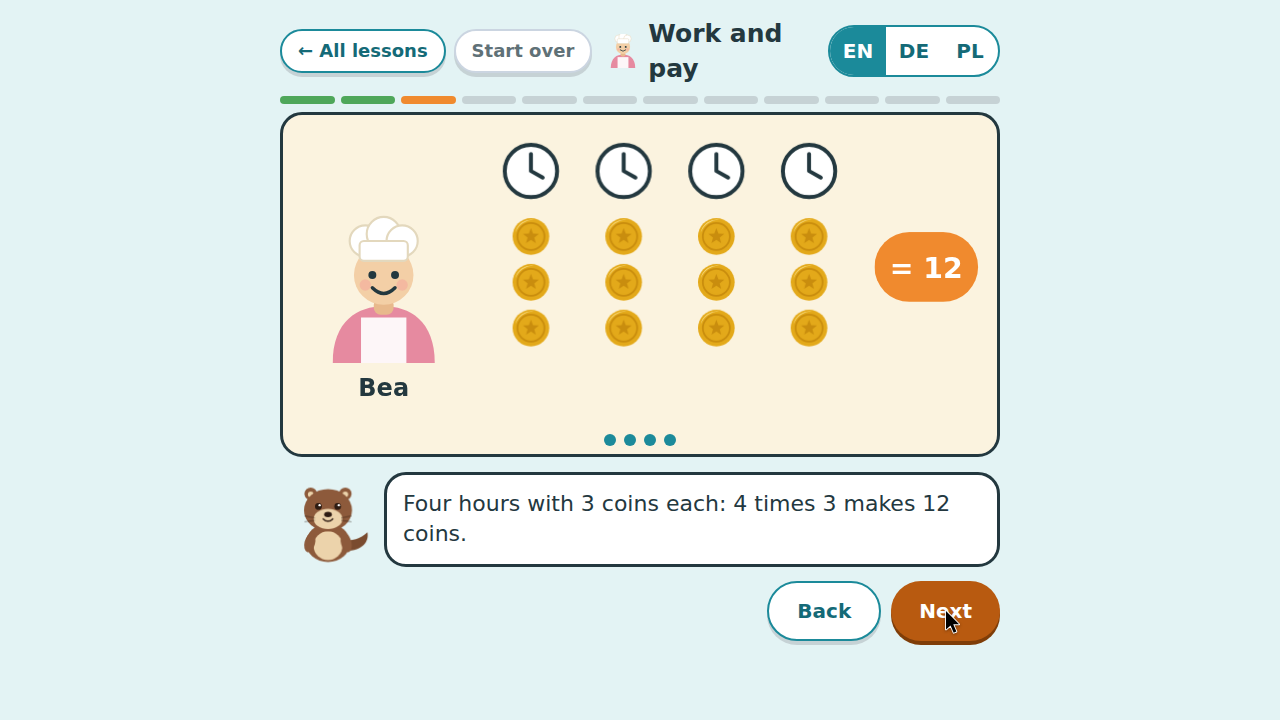 ← All lessons
Start over
Work and
pay
EN DE PL
= 12
Bea
Four hours with 3 coins each: 4 times 3 makes 12
coins.
Back
Next